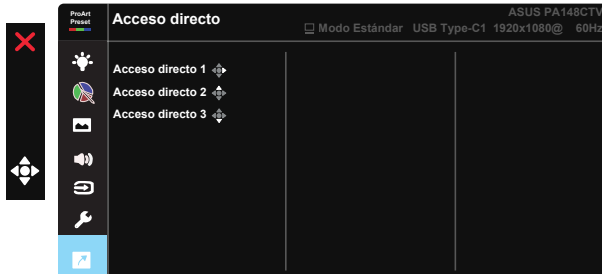 ProArt
Preset
Acceso directo
ASUS PA148CTV
Modo Estándar USB Type-C1 1920x1080@ 60Hz
Acceso directo 1
Acceso directo 2
Acceso directo 3